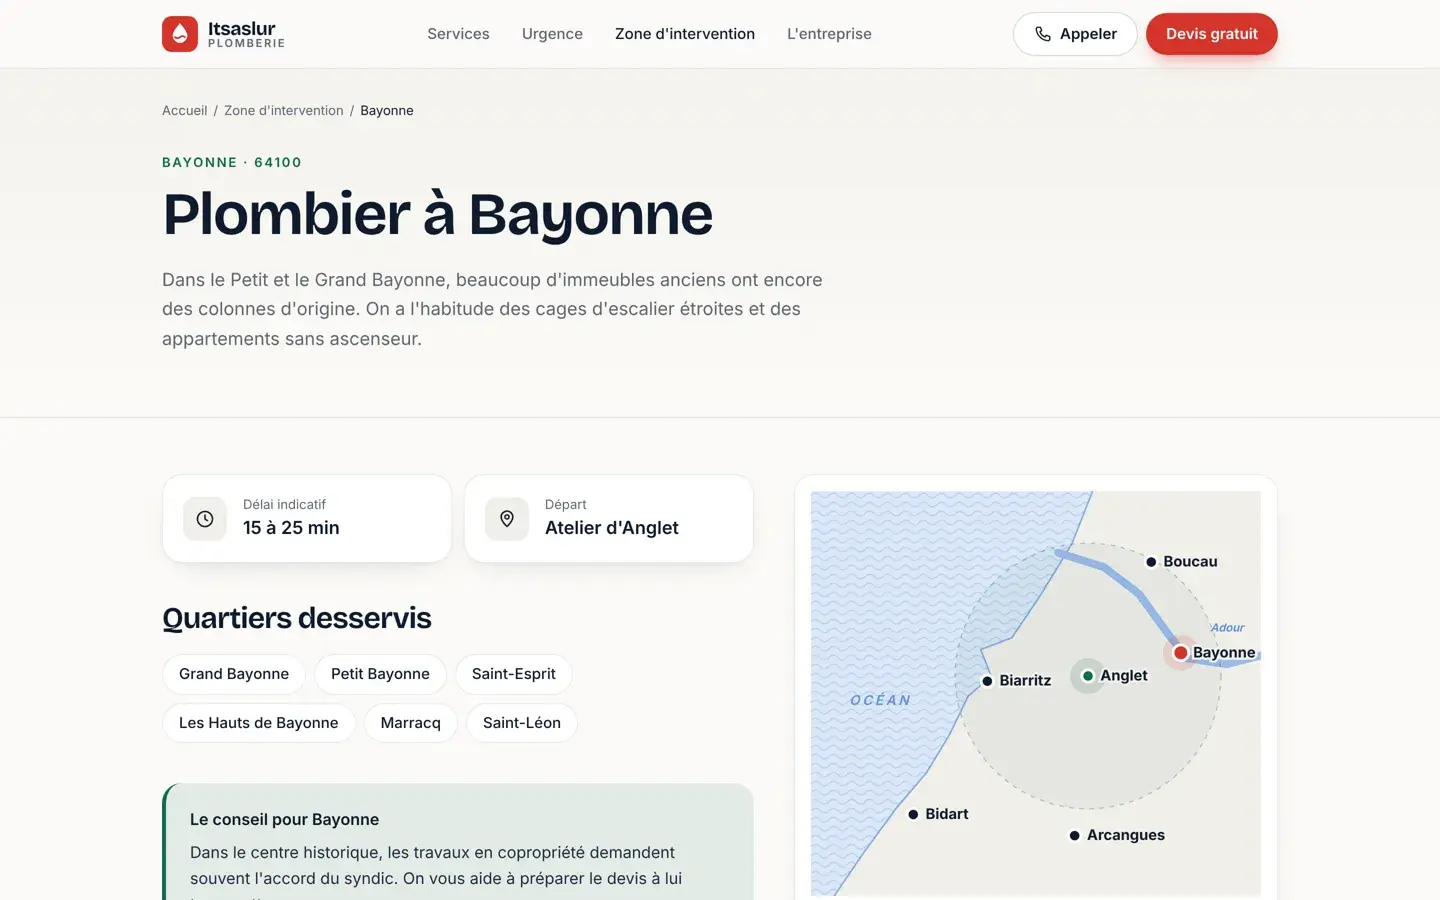 Itsaslur
PLOMBERIE
Services
Urgence
Zone d'intervention
L'entreprise
Appeler
Devis gratuit
Accueil / Zone d'intervention / Bayonne
BAYONNE · 64100
Plombier à Bayonne
Dans le Petit et le Grand Bayonne, beaucoup d'immeubles anciens ont encore
des colonnes d'origine. On a l'habitude des cages d'escalier étroites et des
appartements sans ascenseur.
Délai indicatif
15 à 25 min
Départ
Atelier d'Anglet
Quartiers desservis
Grand Bayonne
Petit Bayonne
Saint-Esprit
Les Hauts de Bayonne
Marracq
Saint-Léon
Le conseil pour Bayonne
Dans le centre historique, les travaux en copropriété demandent
souvent l'accord du syndic. On vous aide à préparer le devis à lui
Boucau
Adour
Bayonne
Anglet
Biarritz
OCÉAN
Bidart
Arcangues